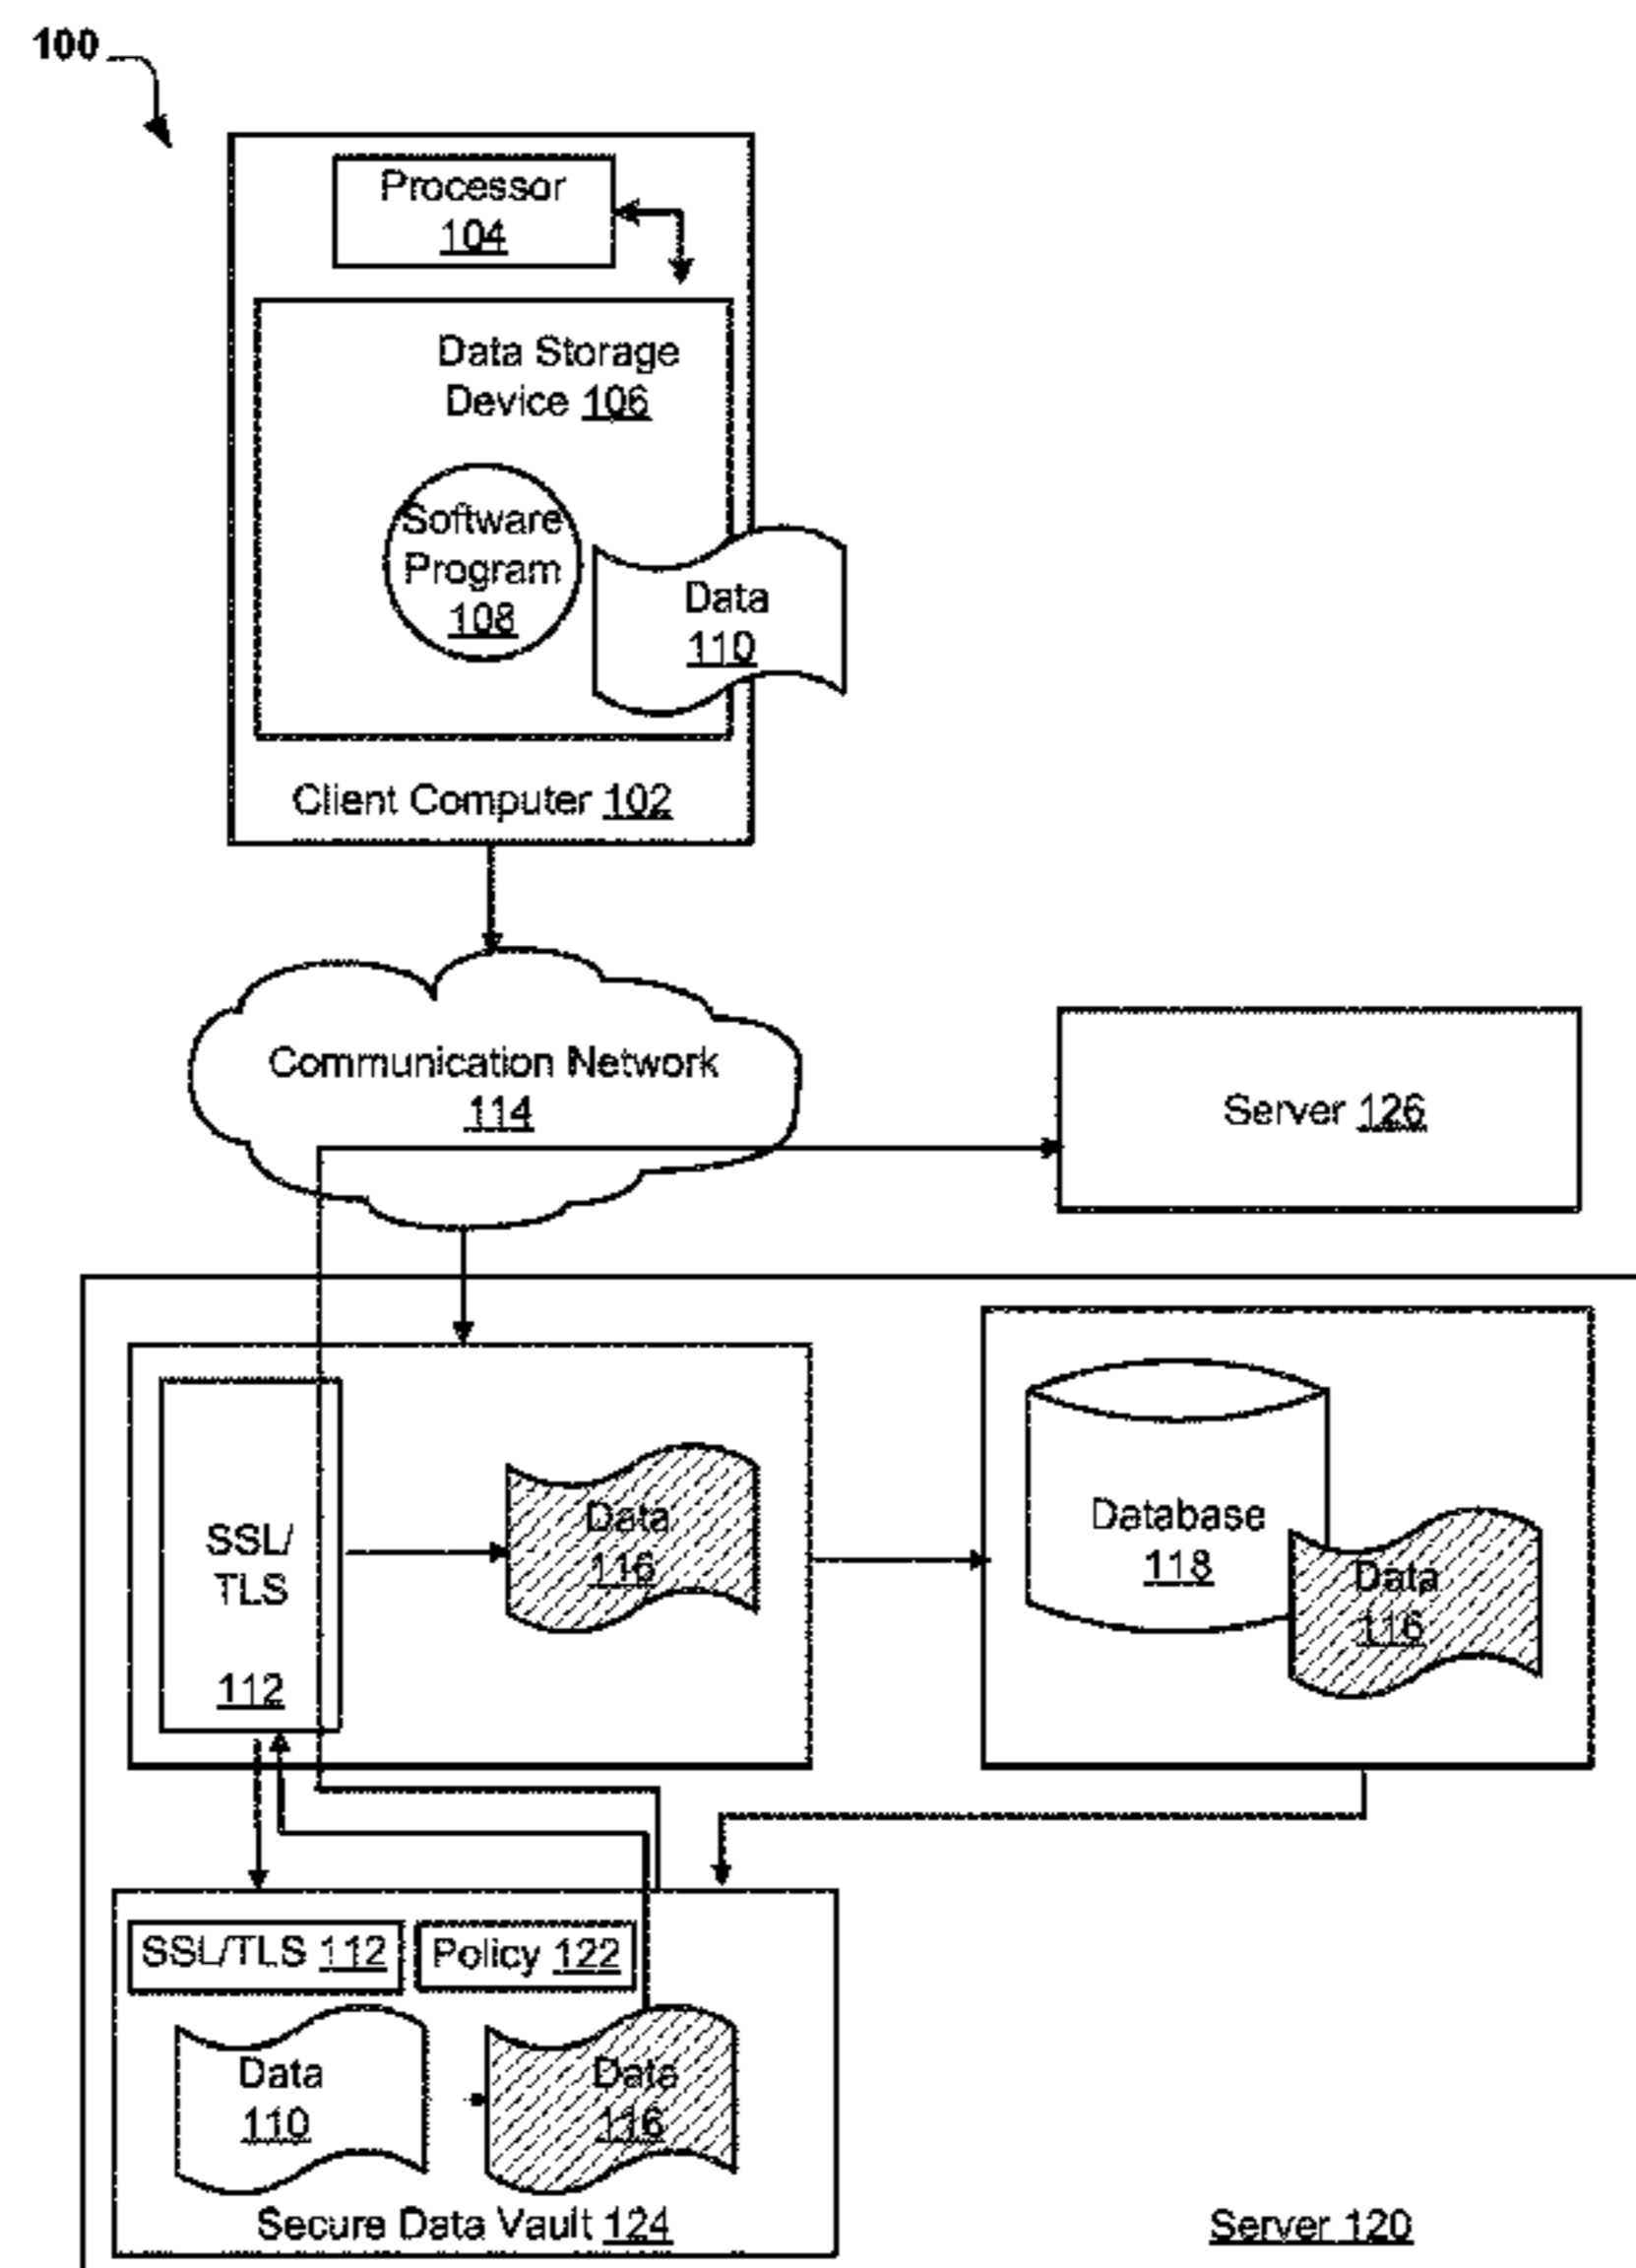 100
Processor
104
Data Storage
Device 106
Software
Program
108
Data
110
Client Computer 102
Communication Network
114
Server 126
SSL/
TLS
112
Data
116
Database
118
Data
116
SSL/TLS 112
Policy 122
Data
110
Data
116
Secure Data Vault 124
Server 120